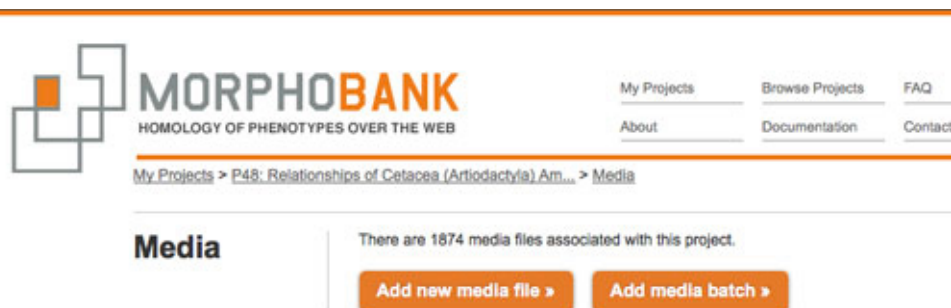 MORPHOBANK
HOMOLOGY OF PHENOTYPES OVER THE WEB
My Projects Browse Projects FAQ
About Documentation Contact
My Projects > P48: Relationships of Cetacea (Artiodactyla) Am... > Media
Media
There are 1874 media files associated with this project.
Add new media file » Add media batch »